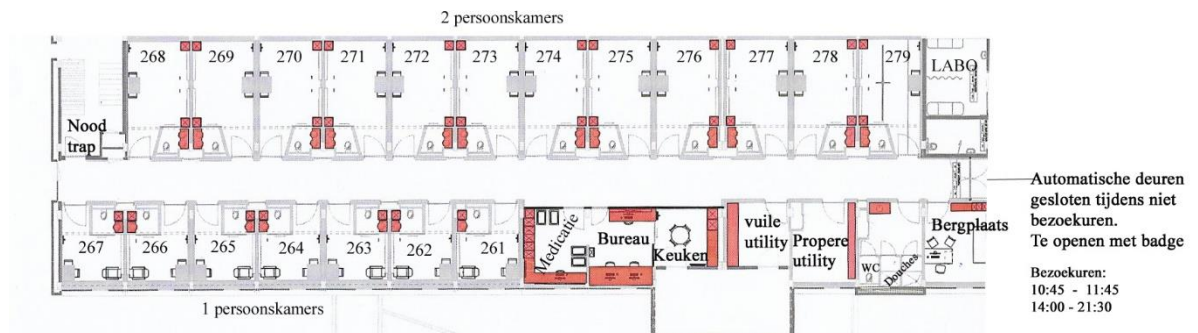 2 persoonskamers
268 269 270 271 272 273 274 275 276 277 278 279 LABO
Nood
trap
267 266 265 264 263 262 261
Medicatie
Bureau
Keuken
vuile
utility
Propere
utility
WC
Douches
Bergplaats
1 persoonskamers
Automatische deuren
gesloten tijdens niet
bezoekuren.
Te openen met badge
Bezoekuren:
10:45 - 11:45
14:00 - 21:30